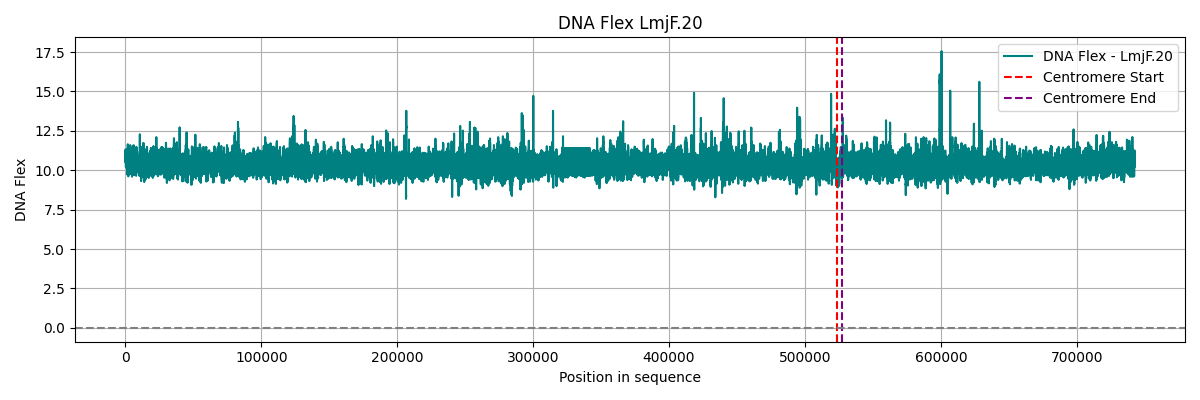 DNA Flex LmjF.20
17.5
15.0
12.5
10.0
7.5
5.0
2.5
0.0
DNA Flex
DNA Flex - LmjF.20
Centromere Start
Centromere End
0 100000 200000 300000 400000 500000 600000 700000
Position in sequence